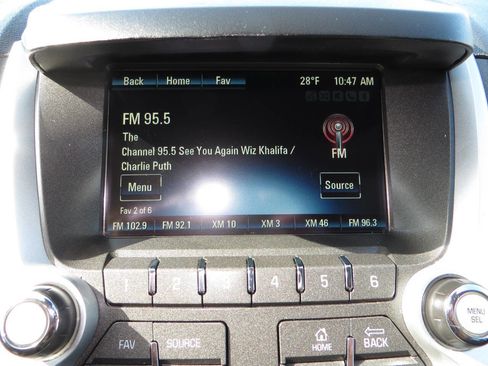 Back Home Fav 28°F 10:47 AM
FM 95.5
The
Channel 95.5 See You Again Wiz Khalifa /
Charlie Puth
FM
Menu
Source
Fav 2 of 6
FM 102.9 FM 92.1 XM 10 XM 3 XM 46 FM 96.3
1 2 3 4 5 6
FAV SOURCE HOME BACK
MENU
SEL